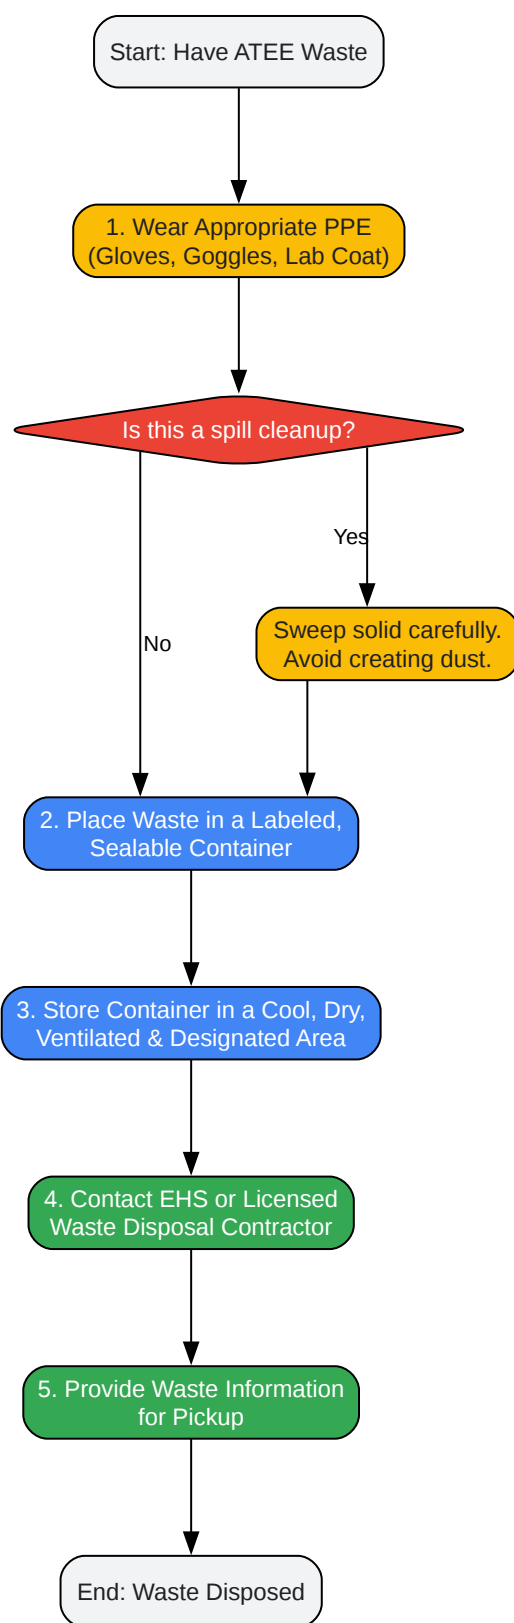 Start: Have ATEE Waste
1. Wear Appropriate PPE
(Gloves, Goggles, Lab Coat)
Is this a spill cleanup?
Yes
Sweep solid carefully.
Avoid creating dust.
No
2. Place Waste in a Labeled,
Sealable Container
3. Store Container in a Cool, Dry,
Ventilated & Designated Area
4. Contact EHS or Licensed
Waste Disposal Contractor
5. Provide Waste Information
for Pickup
End: Waste Disposed